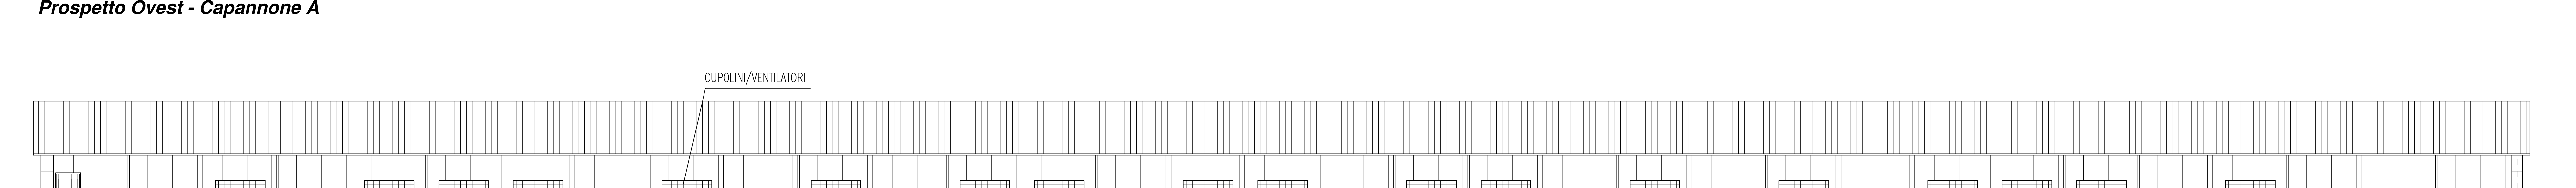 Prospetto Ovest - Capannone A
CUPOLINI/VENTILATORI